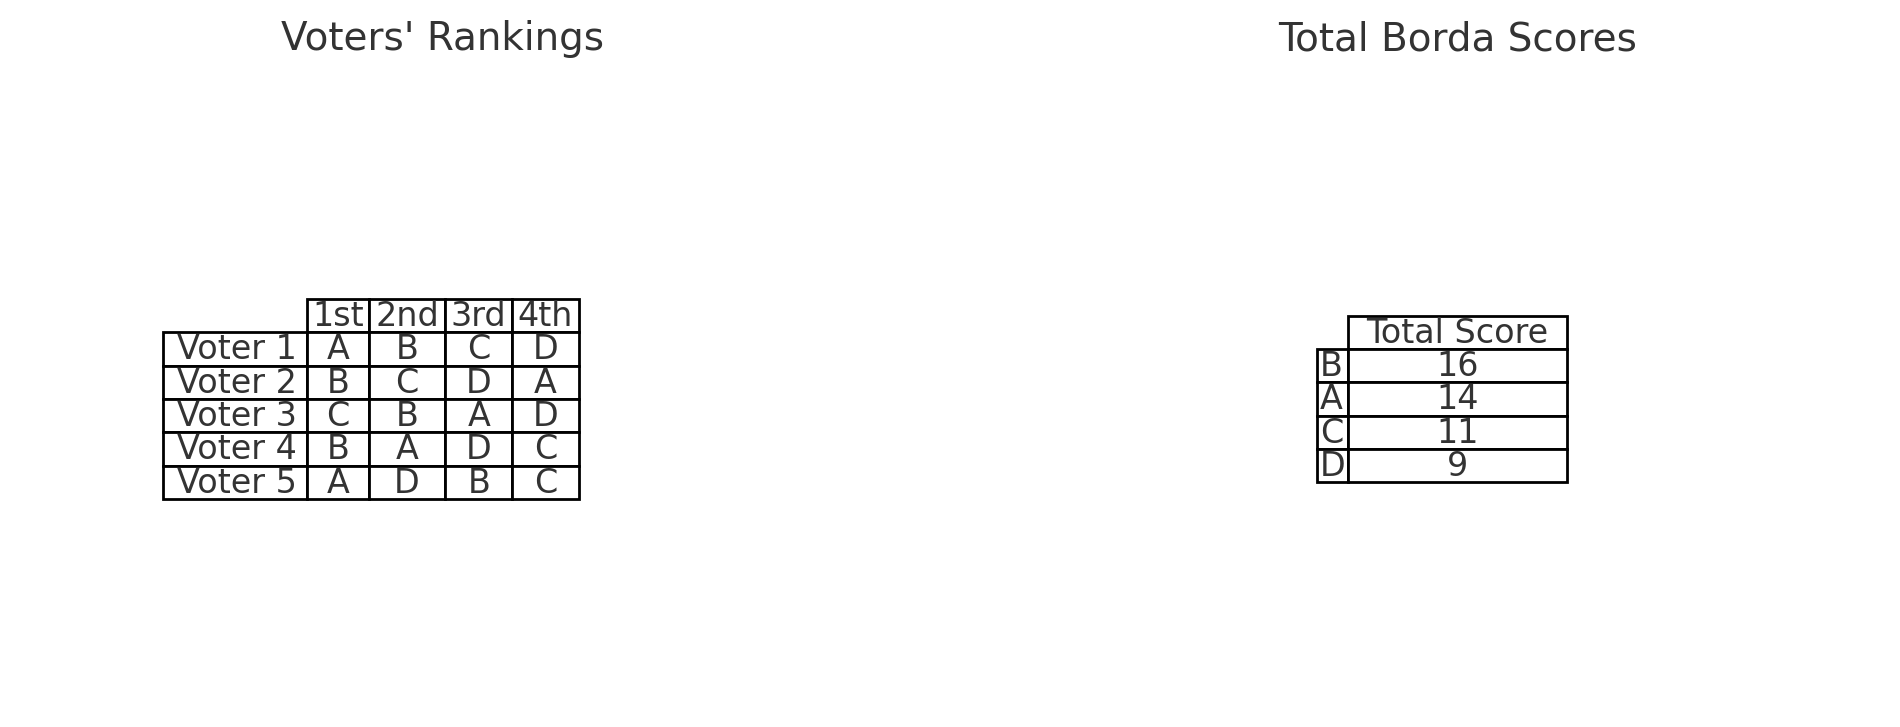 Voters' Rankings
1st 2nd 3rd 4th
Voter 1 A B C D
Voter 2 B C D A
Voter 3 C B A D
Voter 4 B A D C
Voter 5 A D B C
Total Borda Scores
Total Score
B 16
A 14
C 11
D 9